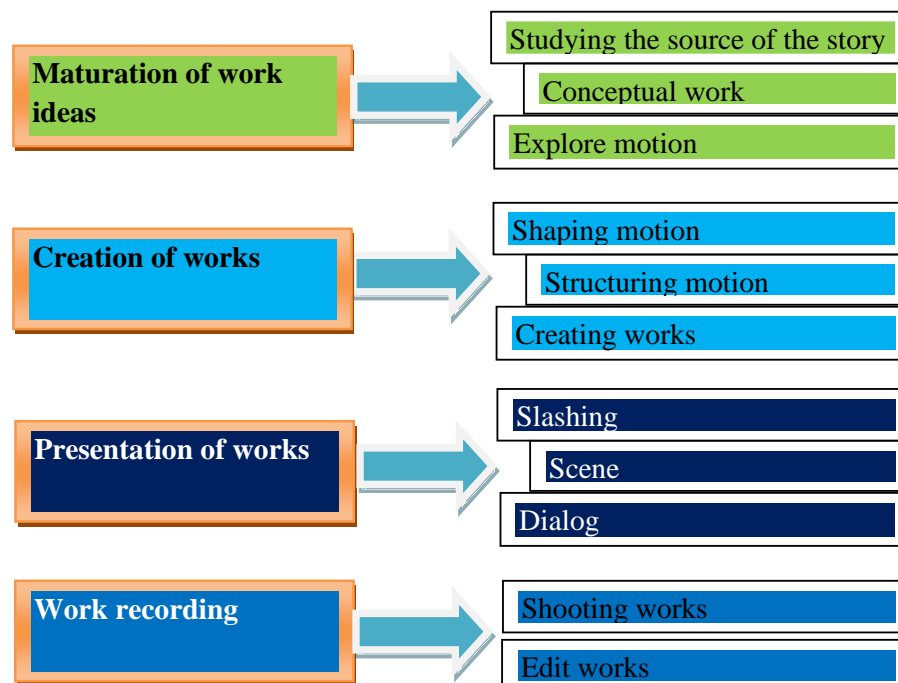 Maturation of work
ideas
Studying the source of the story
Conceptual work
Explore motion
Creation of works
Shaping motion
Structuring motion
Creating works
Presentation of works
Slashing
Scene
Dialog
Work recording
Shooting works
Edit works